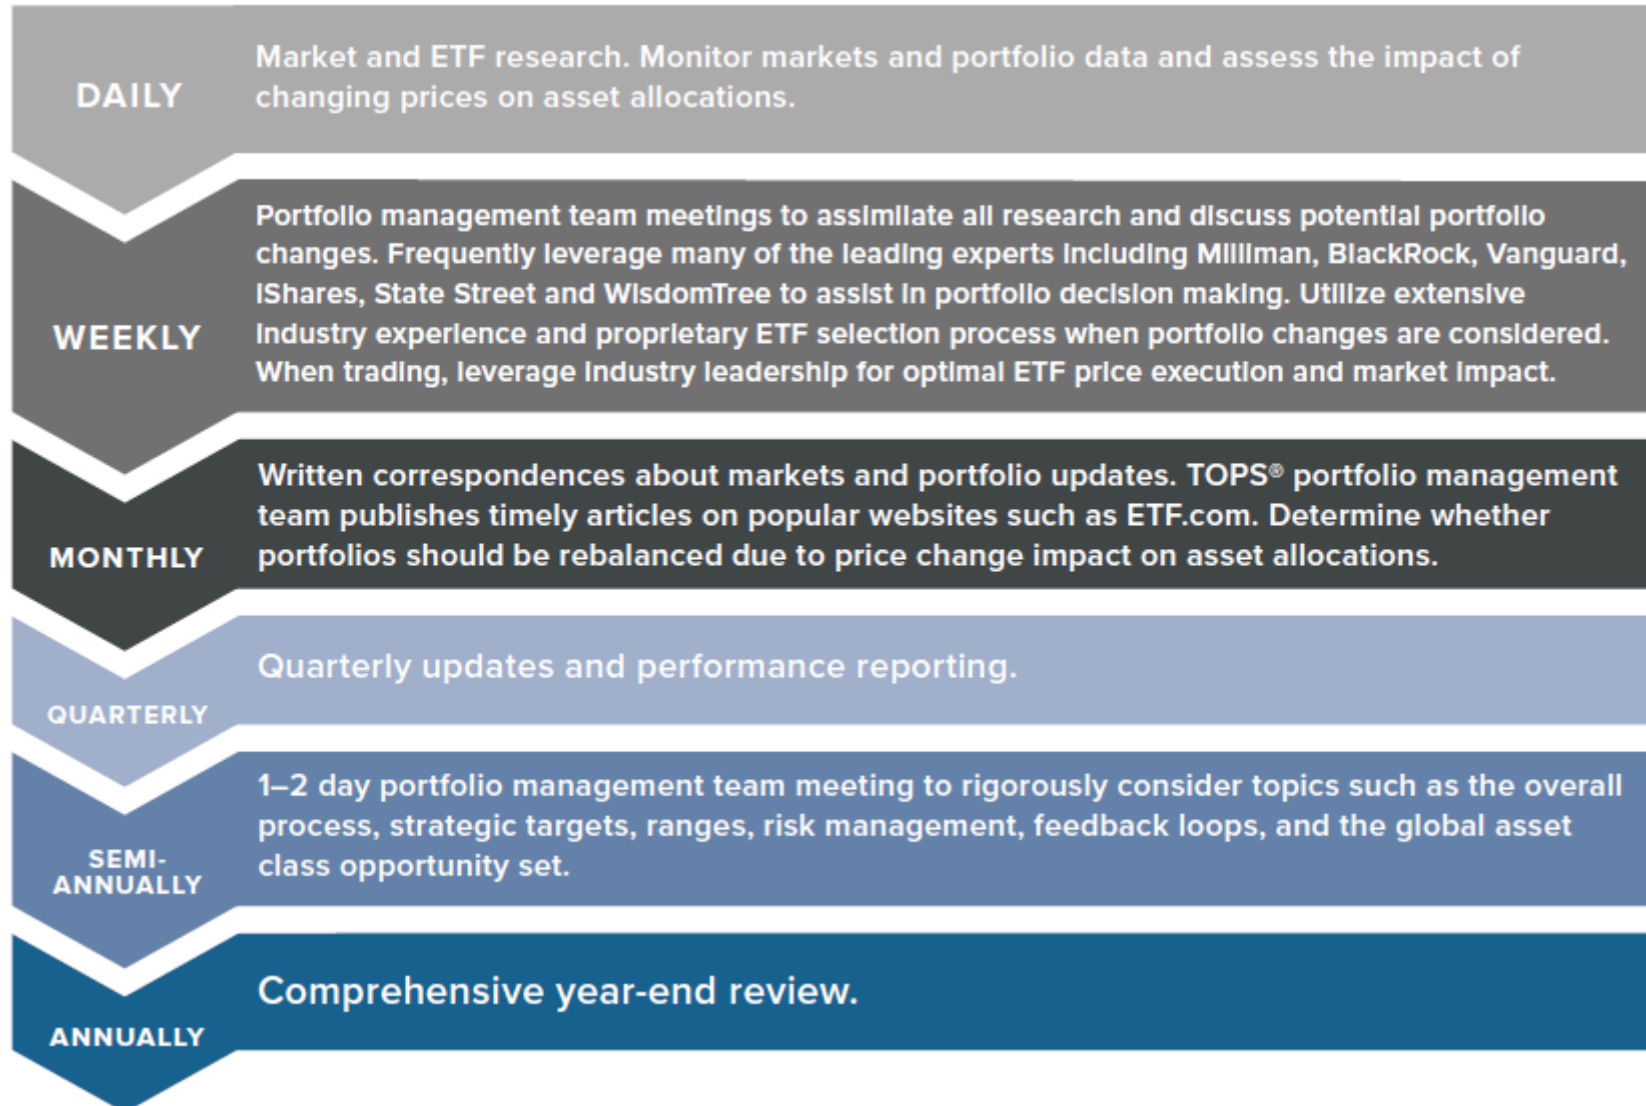 DAILY
Market and ETF research. Monitor markets and portfolio data and assess the impact of
changing prices on asset allocations.
WEEKLY
Portfolio management team meetings to assimilate all research and discuss potential portfolio
changes. Frequently leverage many of the leading experts including Milliman, BlackRock, Vanguard,
iShares, State Street and WisdomTree to assist in portfolio decision making. Utilize extensive
industry experience and proprietary ETF selection process when portfolio changes are considered.
When trading, leverage industry leadership for optimal ETF price execution and market impact.
MONTHLY
Written correspondences about markets and portfolio updates. TOPS® portfolio management
team publishes timely articles on popular websites such as ETF.com. Determine whether
portfolios should be rebalanced due to price change impact on asset allocations.
QUARTERLY
Quarterly updates and performance reporting.
SEMI-
ANNUALLY
1–2 day portfolio management team meeting to rigorously consider topics such as the overall
process, strategic targets, ranges, risk management, feedback loops, and the global asset
class opportunity set.
ANNUALLY
Comprehensive year-end review.